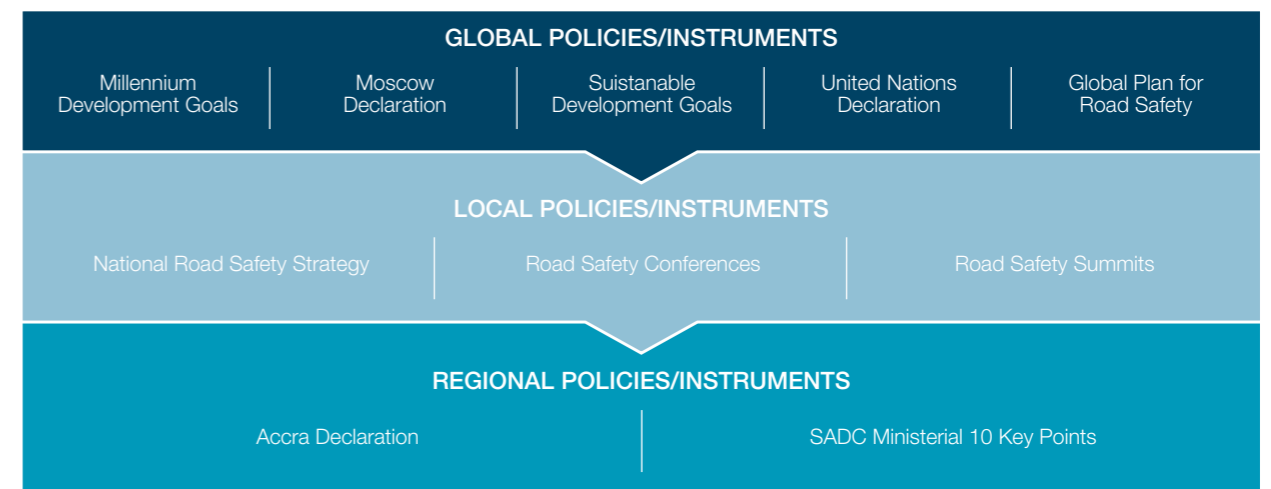 GLOBAL POLICIES/INSTRUMENTS
Millennium
Development Goals
Moscow
Declaration
Suistanable
Development Goals
United Nations
Declaration
Global Plan for
Road Safety
LOCAL POLICIES/INSTRUMENTS
National Road Safety Strategy
Road Safety Conferences
Road Safety Summits
REGIONAL POLICIES/INSTRUMENTS
Accra Declaration
SADC Ministerial 10 Key Points